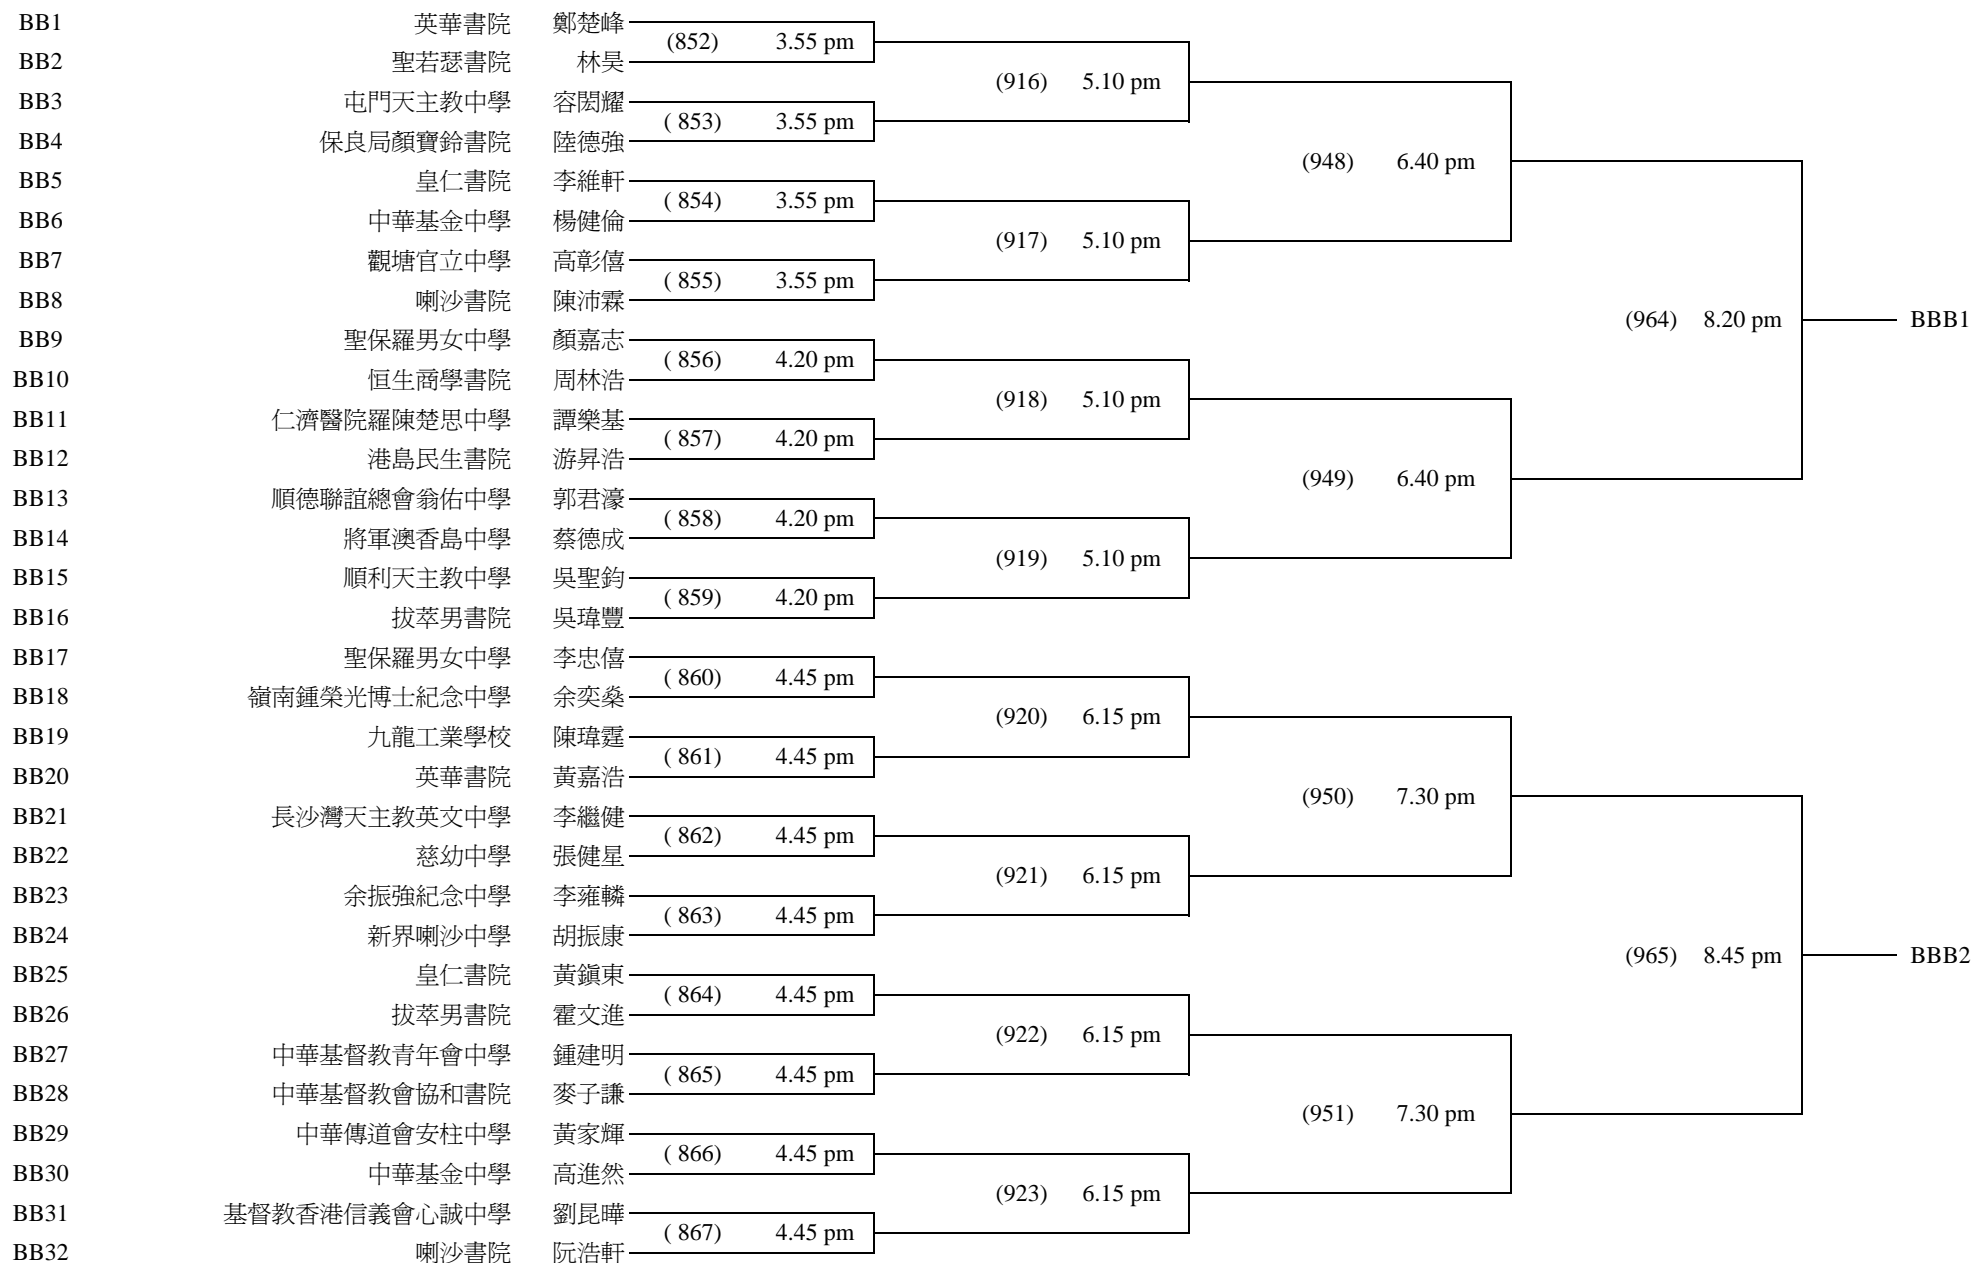 BB1 英華書院 鄭楚峰
(852) 3.55 pm
BB2 聖若瑟書院 林昊
(916) 5.10 pm
BB3 屯門天主教中學 容閎耀
( 853) 3.55 pm
BB4 保良局顏寶鈴書院 陸德強
(948) 6.40 pm
BB5 皇仁書院 李維軒
( 854) 3.55 pm
BB6 中華基金中學 楊健倫
(917) 5.10 pm
BB7 觀塘官立中學 高彰僖
( 855) 3.55 pm
BB8 喇沙書院 陳沛霖
(964) 8.20 pm BBB1
BB9 聖保羅男女中學 顏嘉志
( 856) 4.20 pm
BB10 恒生商學書院 周林浩
(918) 5.10 pm
BB11 仁濟醫院羅陳楚思中學 譚樂基
( 857) 4.20 pm
BB12 港島民生書院 游昇浩
(949) 6.40 pm
BB13 順德聯誼總會翁佑中學 郭君濠
( 858) 4.20 pm
BB14 將軍澳香島中學 蔡德成
(919) 5.10 pm
BB15 順利天主教中學 吳聖鈞
( 859) 4.20 pm
BB16 拔萃男書院 吳瑋豐
BB17 聖保羅男女中學 李忠僖
( 860) 4.45 pm
BB18 嶺南鍾榮光博士紀念中學 余奕燊
(920) 6.15 pm
BB19 九龍工業學校 陳瑋霆
( 861) 4.45 pm
BB20 英華書院 黃嘉浩
(950) 7.30 pm
BB21 長沙灣天主教英文中學 李繼健
( 862) 4.45 pm
BB22 慈幼中學 張健星
(921) 6.15 pm
BB23 余振強紀念中學 李雍轔
( 863) 4.45 pm
BB24 新界喇沙中學 胡振康
(965) 8.45 pm BBB2
BB25 皇仁書院 黃鎭東
( 864) 4.45 pm
BB26 拔萃男書院 霍文進
(922) 6.15 pm
BB27 中華基督教青年會中學 鍾建明
( 865) 4.45 pm
BB28 中華基督教會協和書院 麥子謙
(951) 7.30 pm
BB29 中華傳道會安柱中學 黃家輝
( 866) 4.45 pm
BB30 中華基金中學 高進然
(923) 6.15 pm
BB31 基督教香港信義會心誠中學 劉昆曄
( 867) 4.45 pm
BB32 喇沙書院 阮浩軒